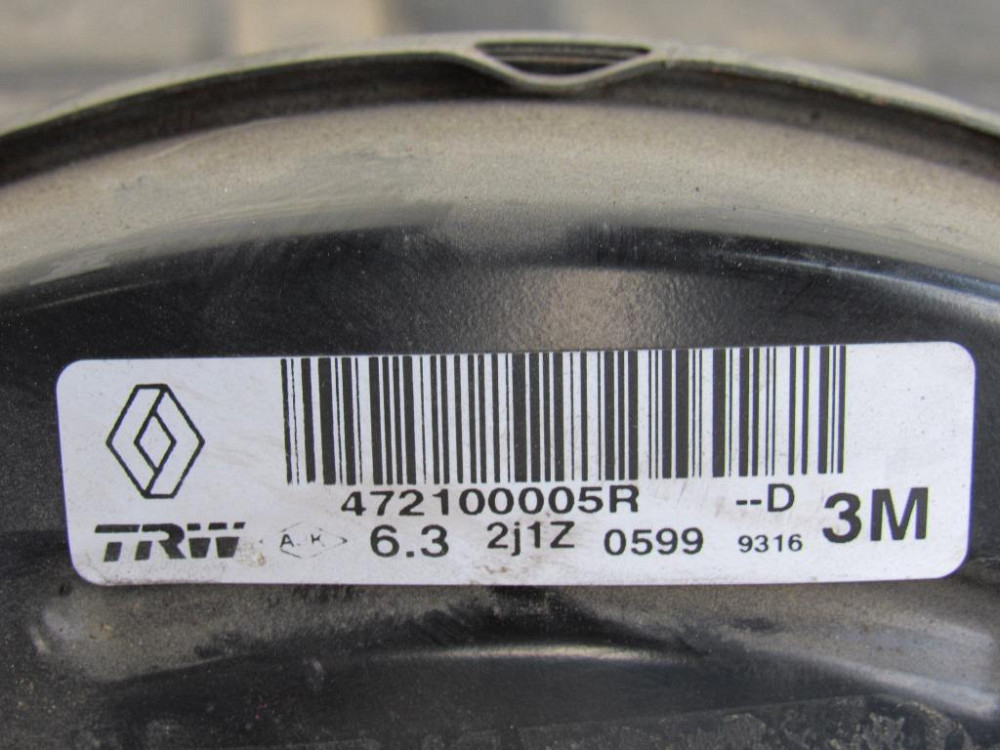 472100005R --D
TRW 6.3 2j1Z 0599 9316 3M